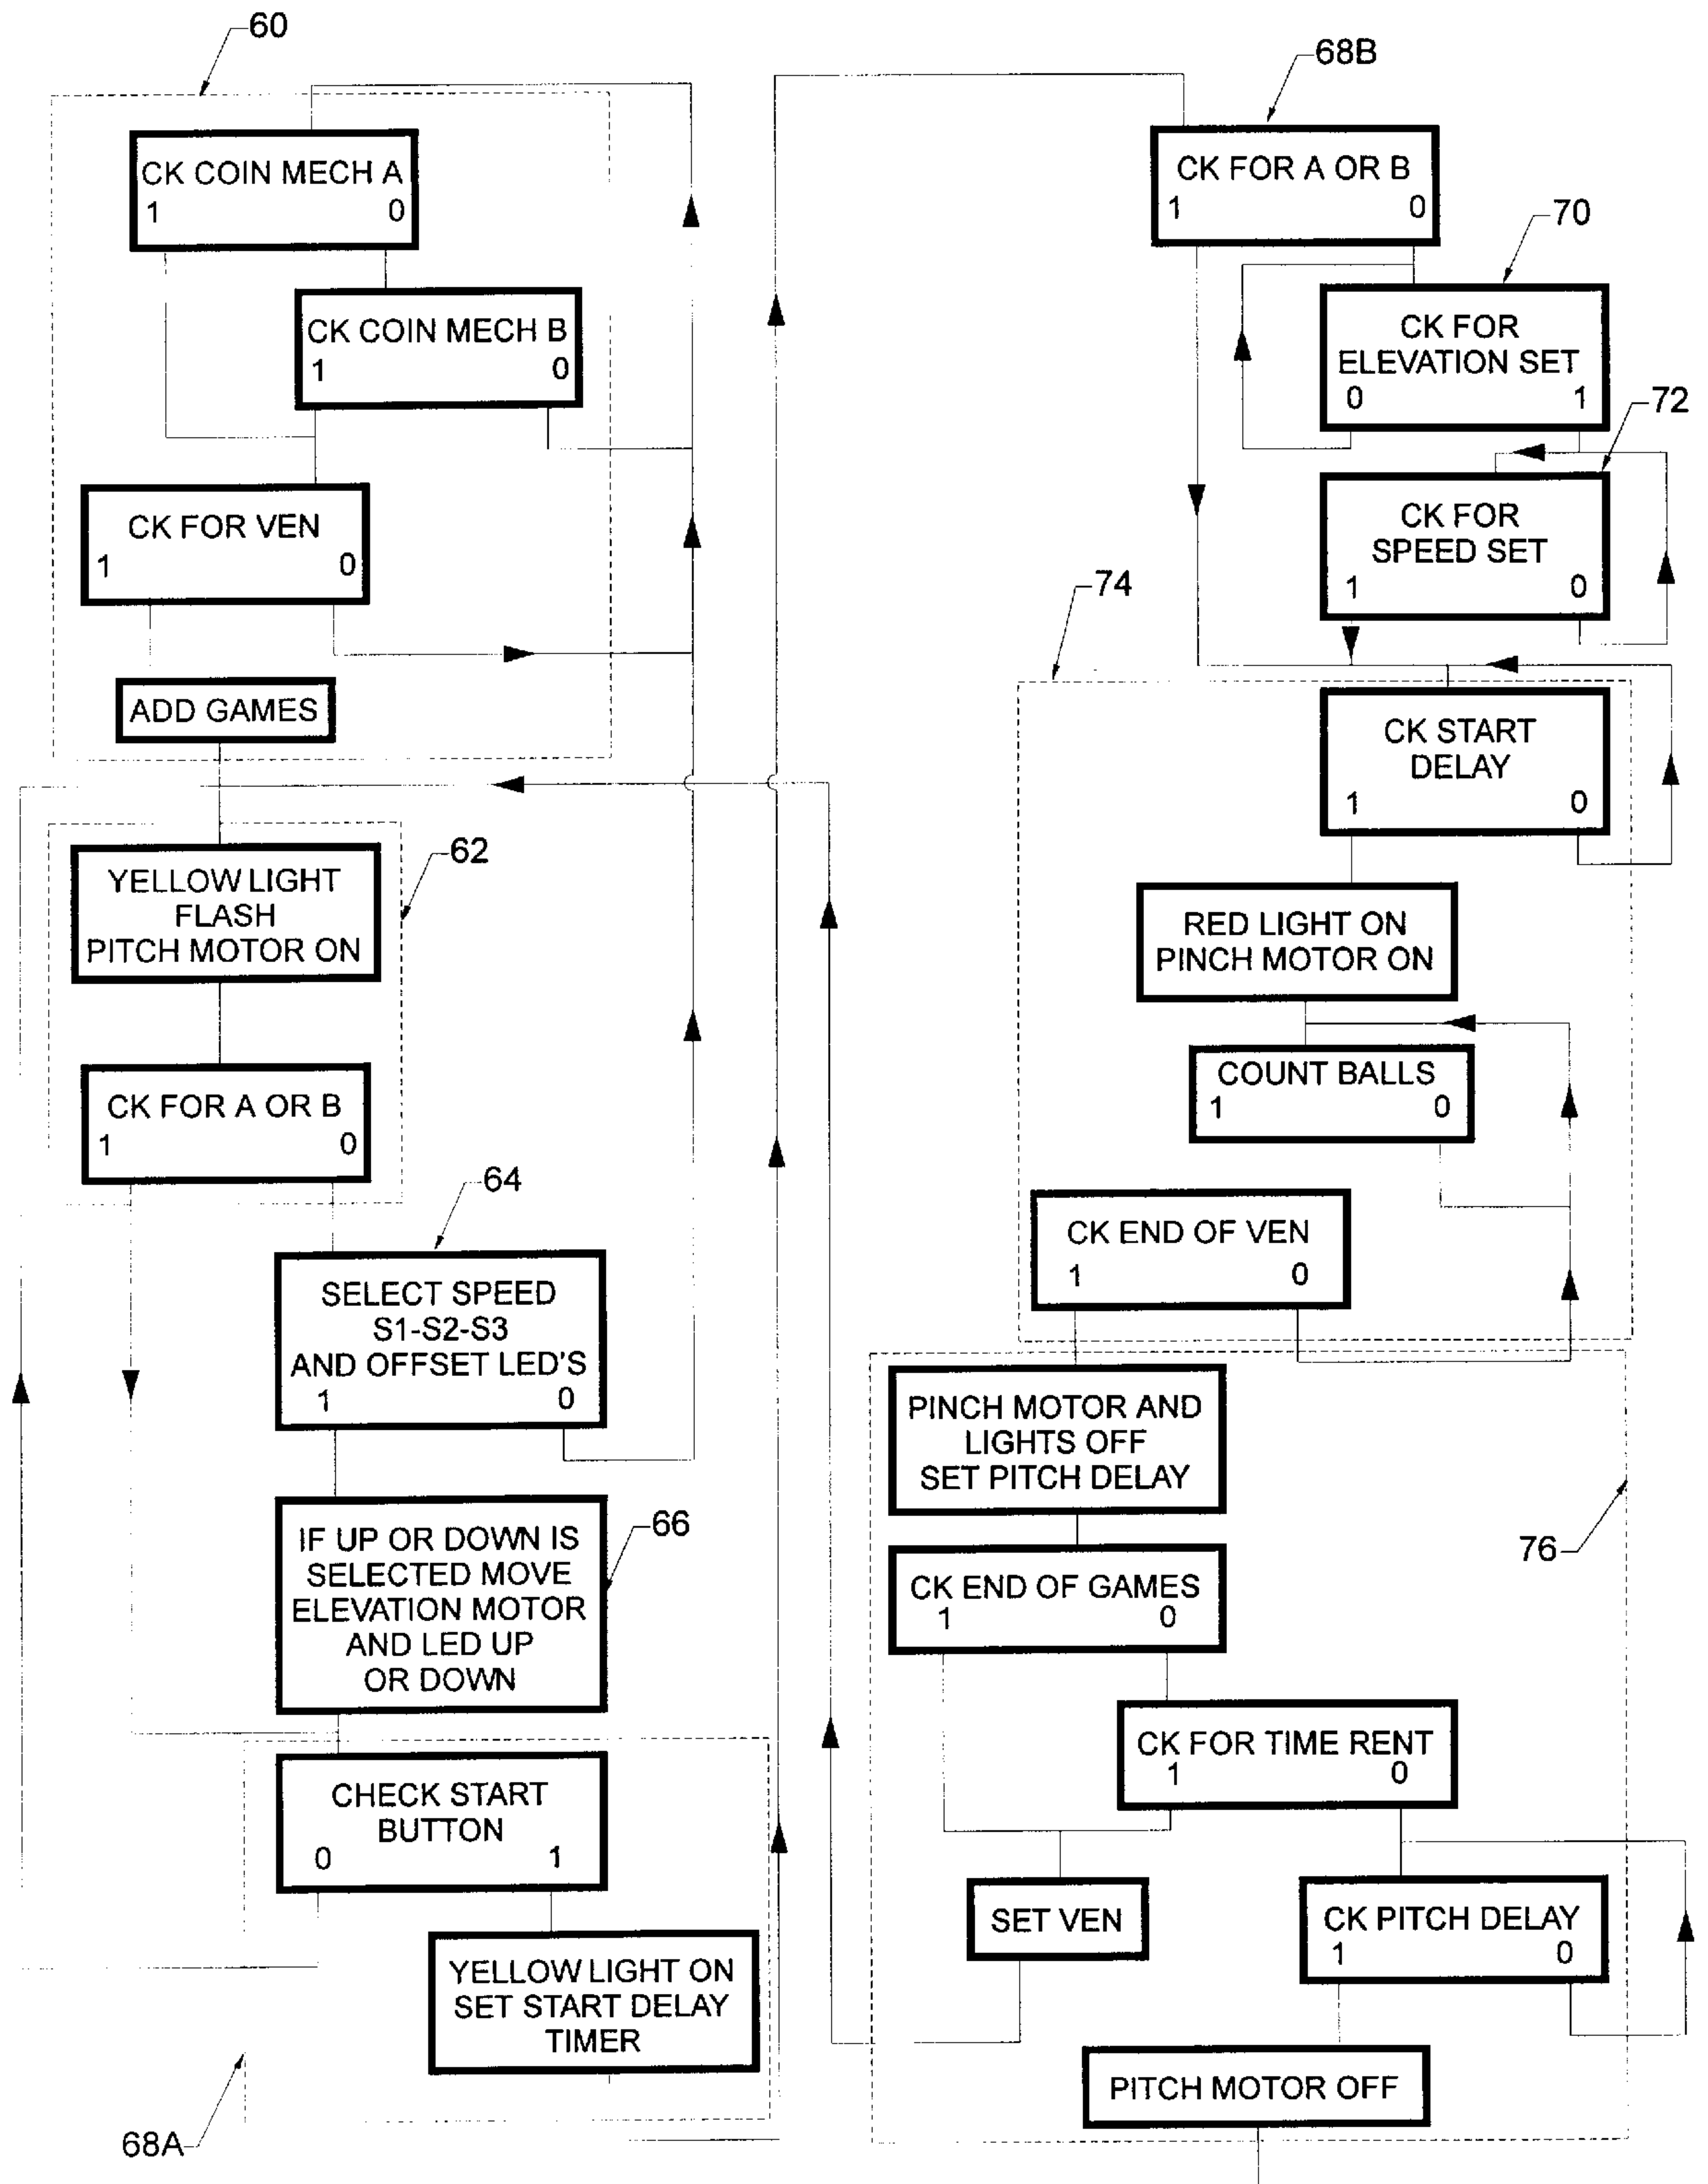 60
CK COIN MECH A
1 0
CK COIN MECH B
1 0
CK FOR VEN
1 0
ADD GAMES
62
YELLOW LIGHT
FLASH
PITCH MOTOR ON
CK FOR A OR B
1 0
64
SELECT SPEED
S1-S2-S3
AND OFFSET LED'S
1 0
66
IF UP OR DOWN IS
SELECTED MOVE
ELEVATION MOTOR
AND LED UP
OR DOWN
CHECK START
BUTTON
0 1
YELLOW LIGHT ON
SET START DELAY
TIMER
68A
68B
CK FOR A OR B
1 0
70
CK FOR
ELEVATION SET
0 1
72
CK FOR
SPEED SET
1 0
74
CK START
DELAY
1 0
RED LIGHT ON
PINCH MOTOR ON
COUNT BALLS
1 0
CK END OF VEN
1 0
PINCH MOTOR AND
LIGHTS OFF
SET PITCH DELAY
76
CK END OF GAMES
1 0
CK FOR TIME RENT
1 0
SET VEN
CK PITCH DELAY
1 0
PITCH MOTOR OFF